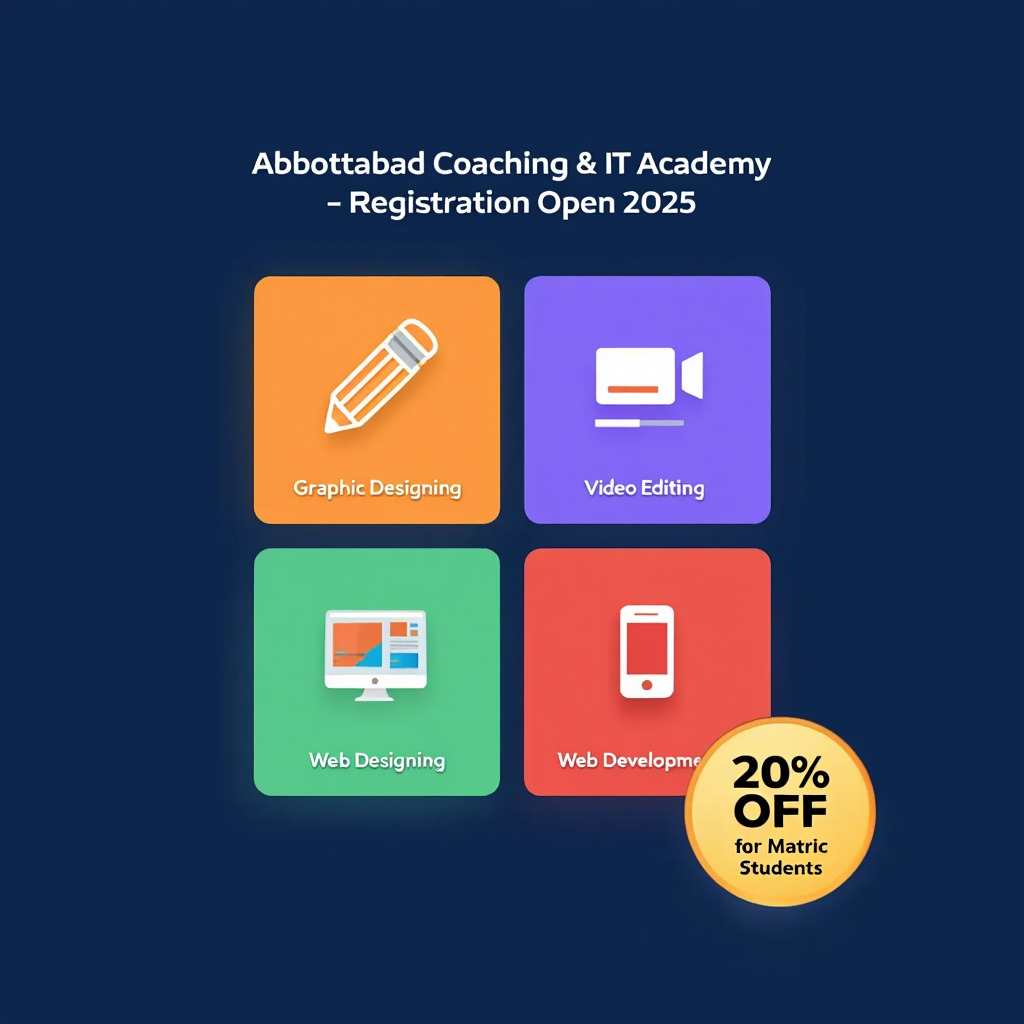 Abbottabad Coaching & IT Academy
– Registration Open 2025
Graphic Designing
Video Editing
Web Designing
Web Developme
20%
OFF
for Matric
Students